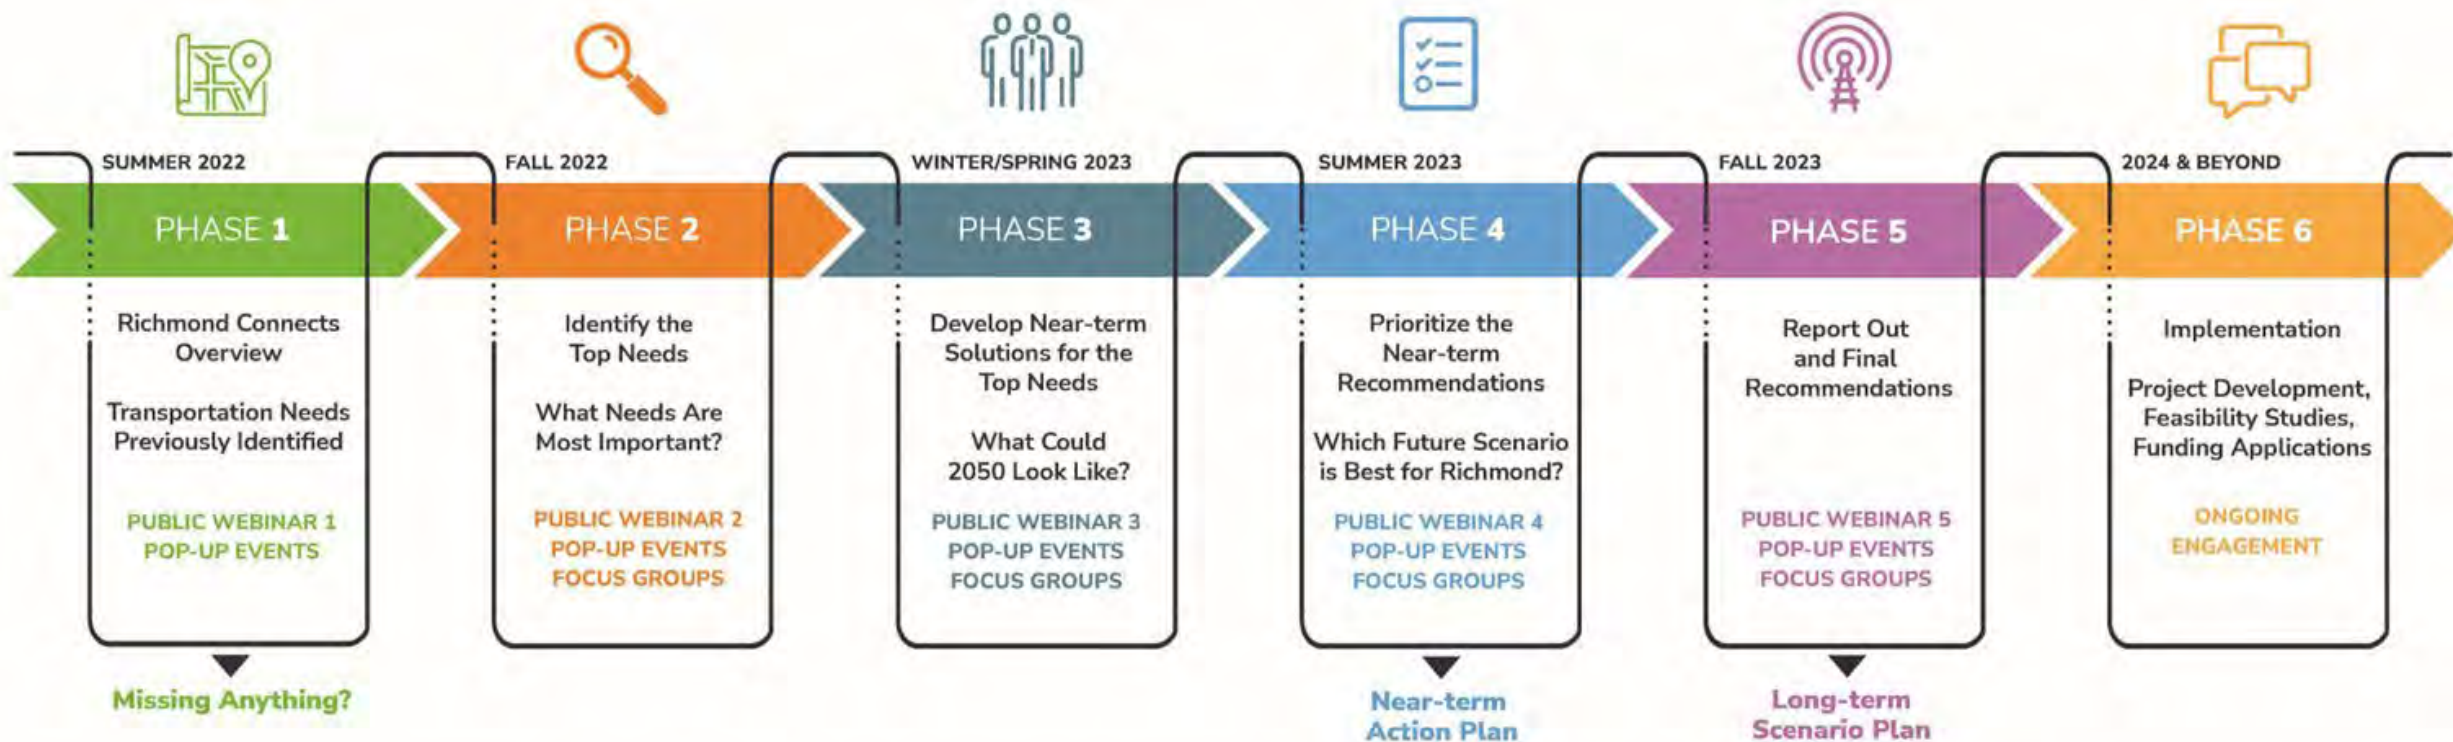 SUMMER 2022
PHASE 1
Richmond Connects
Overview
Transportation Needs
Previously Identified
PUBLIC WEBINAR 1
POP-UP EVENTS
Missing Anything?
FALL 2022
PHASE 2
Identify the
Top Needs
What Needs Are
Most Important?
PUBLIC WEBINAR 2
POP-UP EVENTS
FOCUS GROUPS
WINTER/SPRING 2023
PHASE 3
Develop Near-term
Solutions for the
Top Needs
What Could
2050 Look Like?
PUBLIC WEBINAR 3
POP-UP EVENTS
FOCUS GROUPS
SUMMER 2023
PHASE 4
Prioritize the
Near-term
Recommendations
Which Future Scenario
is Best for Richmond?
PUBLIC WEBINAR 4
POP-UP EVENTS
FOCUS GROUPS
Near-term
Action Plan
FALL 2023
PHASE 5
Report Out
and Final
Recommendations
PUBLIC WEBINAR 5
POP-UP EVENTS
FOCUS GROUPS
Long-term
Scenario Plan
2024 & BEYOND
PHASE 6
Implementation
Project Development,
Feasibility Studies,
Funding Applications
ONGOING
ENGAGEMENT